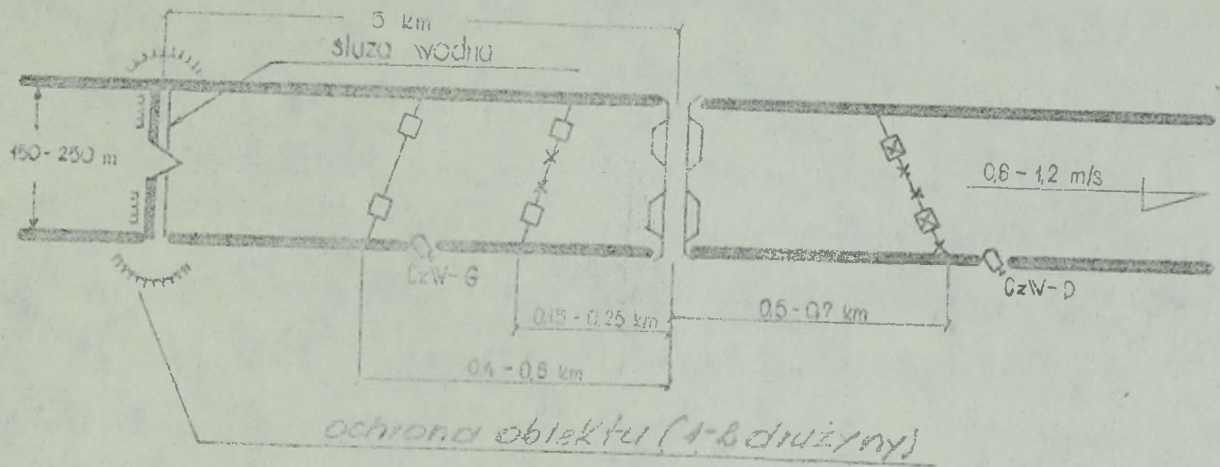 5 km
śluza wodna
150-250 m
0,6-1,2 m/s
CzW-G
CzW-D
0,15-0,25 km
0,5-0,7 km
0,4-0,6 km
ochrona obiektu (1-2 drużyny)